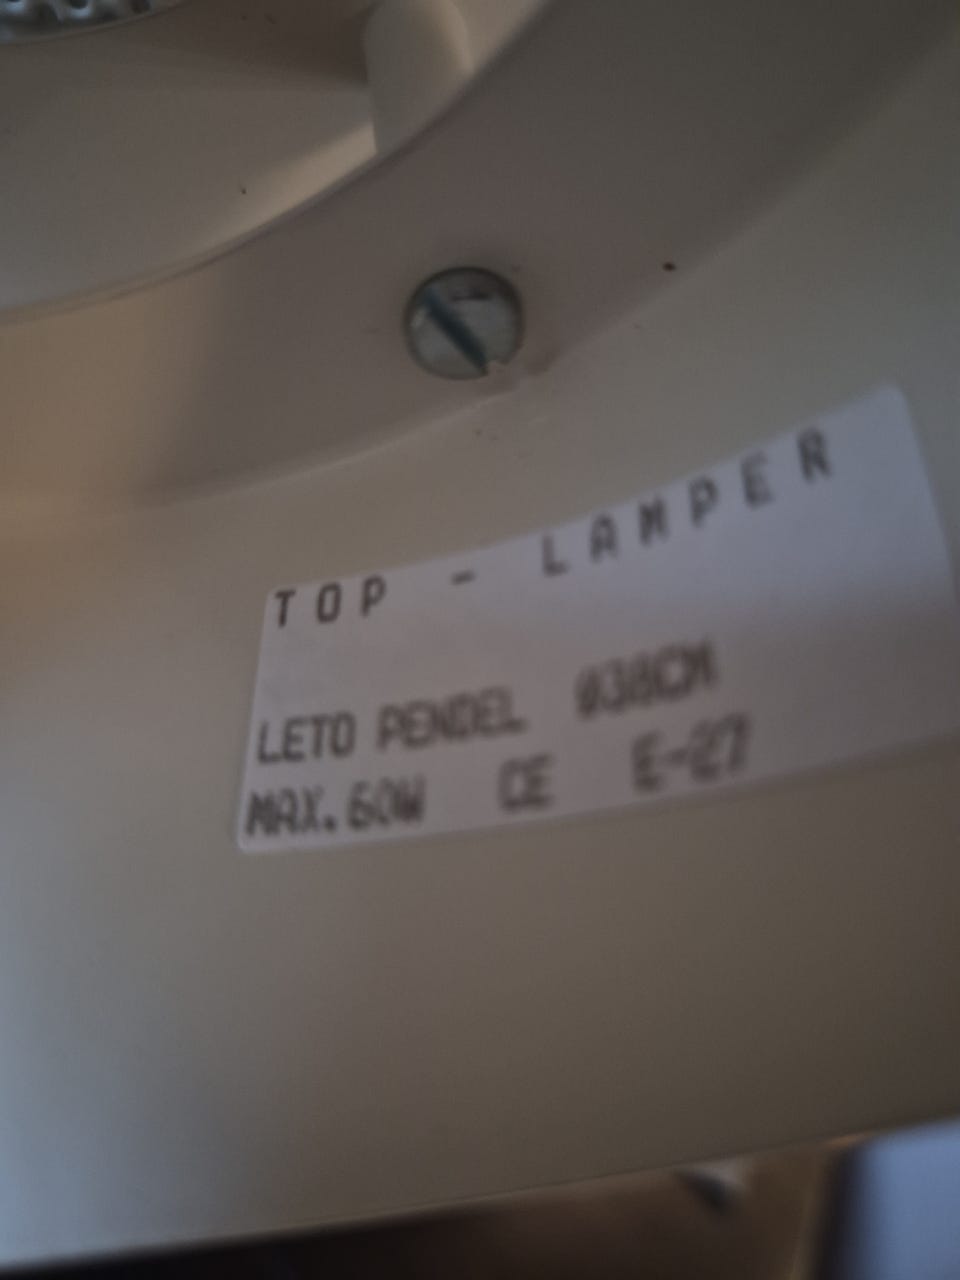 TOP - LAMPER
LETO PENDEL Ø38CM
MAX. 60W CE E-27